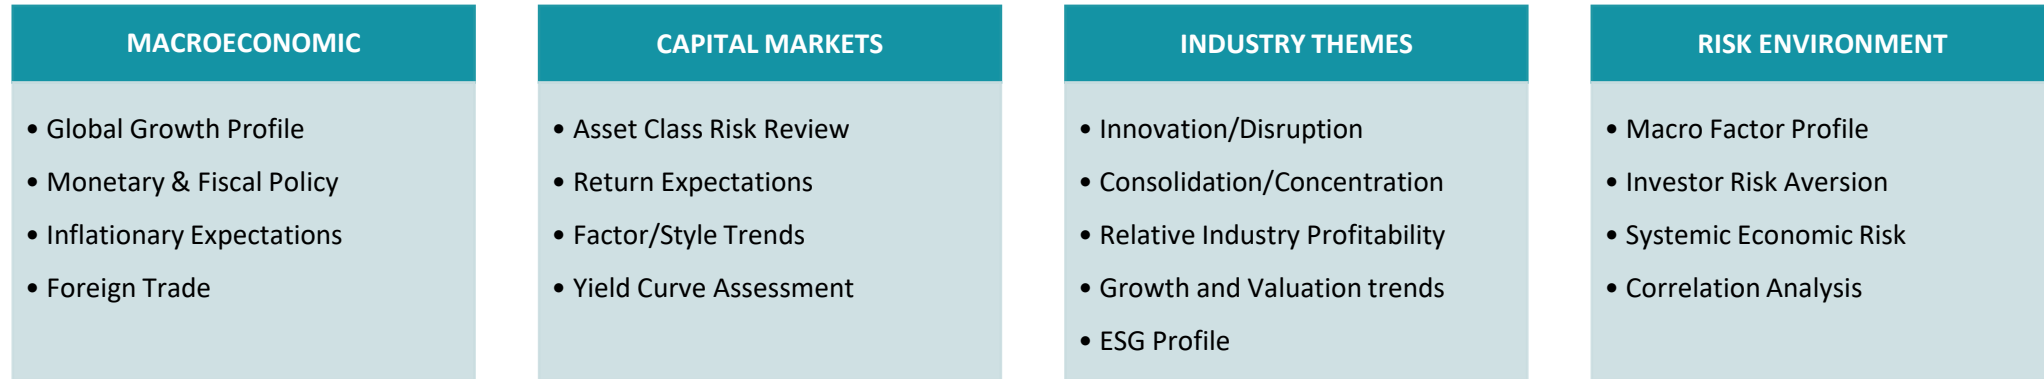 MACROECONOMIC
• Global Growth Profile
• Monetary & Fiscal Policy
• Inflationary Expectations
• Foreign Trade
CAPITAL MARKETS
• Asset Class Risk Review
• Return Expectations
• Factor/Style Trends
• Yield Curve Assessment
INDUSTRY THEMES
• Innovation/Disruption
• Consolidation/Concentration
• Relative Industry Profitability
• Growth and Valuation trends
• ESG Profile
RISK ENVIRONMENT
• Macro Factor Profile
• Investor Risk Aversion
• Systemic Economic Risk
• Correlation Analysis